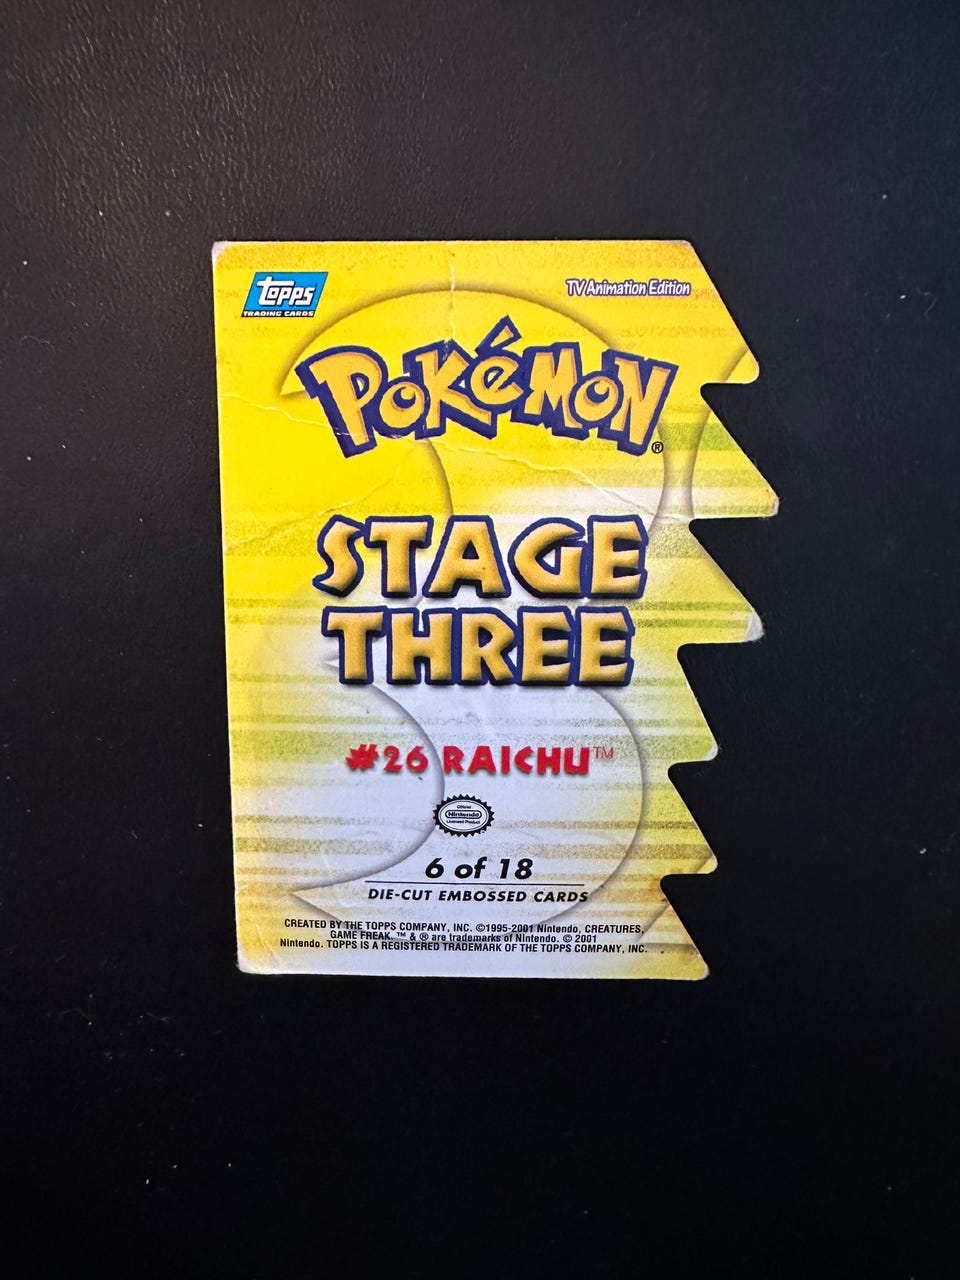 Topps
TRADING CARDS
TV Animation Edition
POKéMON
®
STAGE
THREE
#26 RAICHU™
Official
Nintendo
Licensed Product
6 of 18
DIE-CUT EMBOSSED CARDS
CREATED BY THE TOPPS COMPANY, INC. ©1995-2001 Nintendo, CREATURES,
GAME FREAK. ™ & ® are trademarks of Nintendo. © 2001
Nintendo. TOPPS IS A REGISTERED TRADEMARK OF THE TOPPS COMPANY, INC.